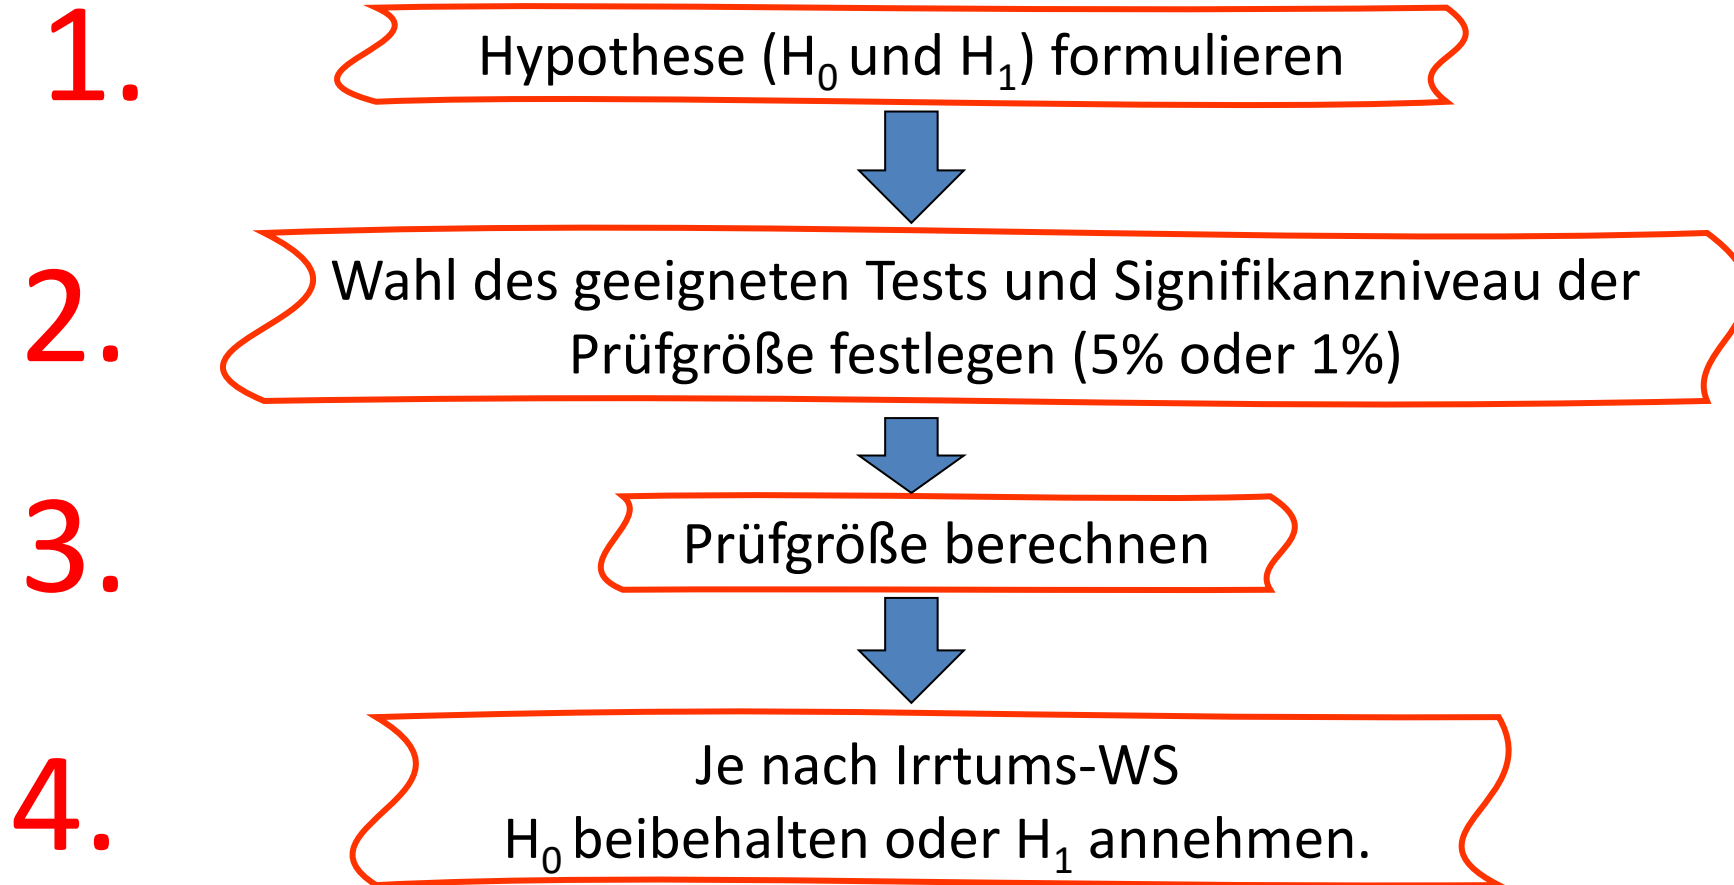 1.
Hypothese (H₀ und H₁) formulieren
2.
Wahl des geeigneten Tests und Signifikanzniveau der
Prüfgröße festlegen (5% oder 1%)
3.
Prüfgröße berechnen
4.
Je nach Irrtums-WS
H₀ beibehalten oder H₁ annehmen.